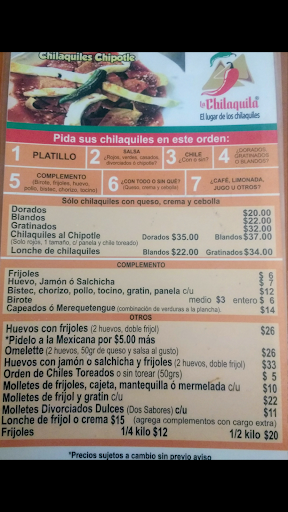 Chilaquiles Chipotle
la Chilaquila
El lugar de los chilaquiles
Pida sus chilaquiles en este orden:
1 PLATILLO
2 SALSA
¿Rojos, verdes, casados, divorciados ó chipotle?
3 CHILE
¿Con ó sin?
4 ¿DORADOS, GRATINADOS O BLANDOS?
5 COMPLEMENTO
(Birote, frijoles, huevo, pollo, bistec, chorizo, tocino)
6 ¿CON TODO O SIN QUÉ?
(Queso, crema y cebolla)
7 ¿CAFÉ, LIMONADA, JUGO U OTROS?
Sólo chilaquiles con queso, crema y cebolla
Dorados $20.00
Blandos $22.00
Gratinados $32.00
Chilaquiles al Chipotle Dorados $35.00 Blandos $37.00
(Solo rojos, 1 tamaño, c/ panela y chile toreado)
Lonche de chilaquiles Blandos $22.00 Gratinados $34.00
COMPLEMENTO
Frijoles $ 6
Huevo, Jamón ó Salchicha $ 7
Bistec, chorizo, pollo, tocino, gratin, panela c/u $12
Birote medio $3 entero $ 6
Capeados ó Merequetengue (combinación de verduras a la plancha). $14
OTROS
Huevos con frijoles (2 huevos, doble frijol) $26
*Pidelo a la Mexicana por $5.00 más
Omelette (2 huevos, 50gr de queso y salsa al gusto) $26
Huevos con jamón o salchicha y frijoles (2 huevos, doble frijol) $33
Orden de Chiles Toreados o sin torear (50grs) $ 5
Molletes de frijoles, cajeta, mantequilla ó mermelada c/u $10
Molletes de frijol y gratin c/u $22
Molletes Divorciados Dulces (Dos Sabores) c/u $11
Lonche de frijol o crema $15 (agrega complementos con cargo extra)
Frijoles 1/4 kilo $12 1/2 kilo $20
*Precios sujetos a cambio sin previo aviso